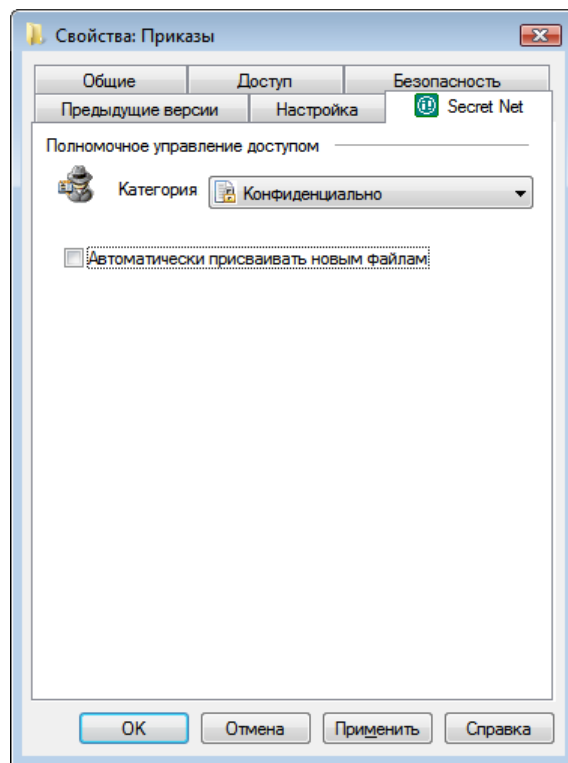 Свойства: Приказы
Общие Доступ Безопасность
Предыдущие версии Настройка Secret Net
Полномочное управление доступом
Категория Конфиденциально
Автоматически присваивать новым файлам
OK Отмена Применить Справка